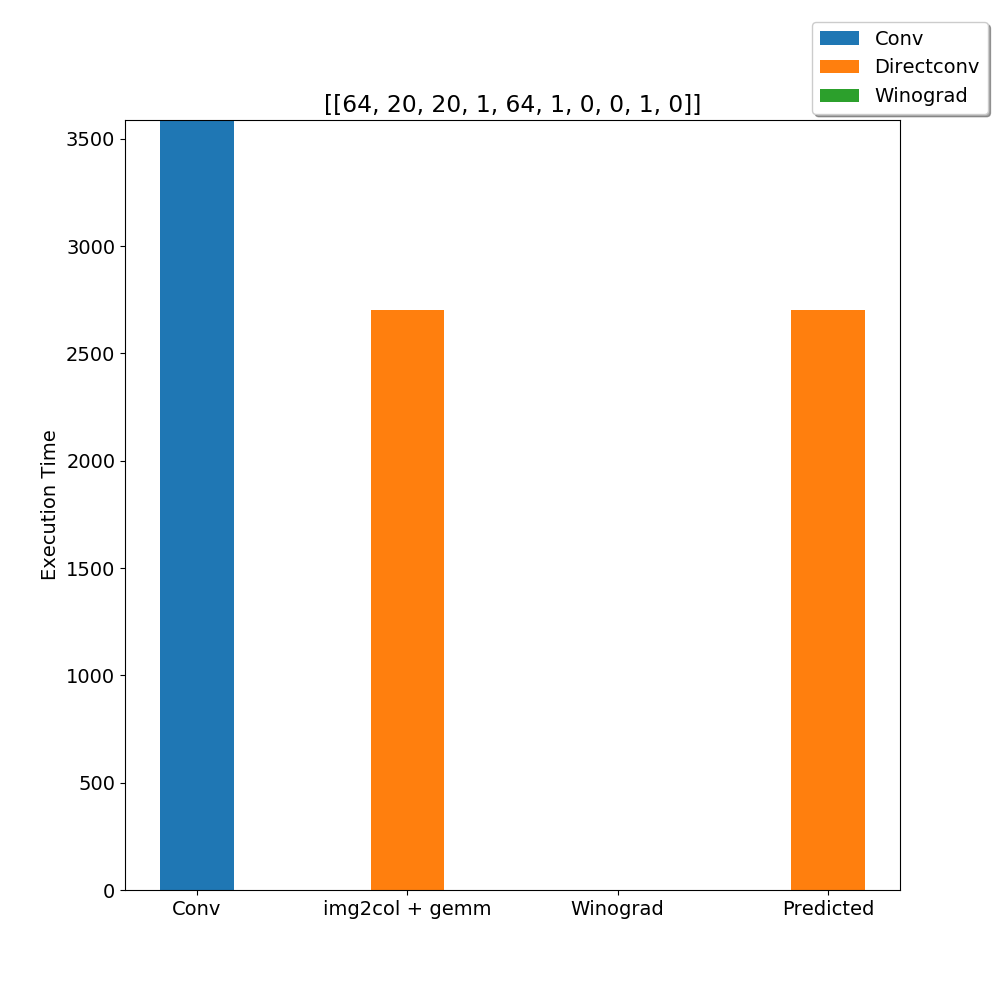 Conv
Directconv
Winograd
[[64, 20, 20, 1, 64, 1, 0, 0, 1, 0]]
3500
3000
2500
2000
1500
1000
500
0
Execution Time
Conv
img2col + gemm
Winograd
Predicted